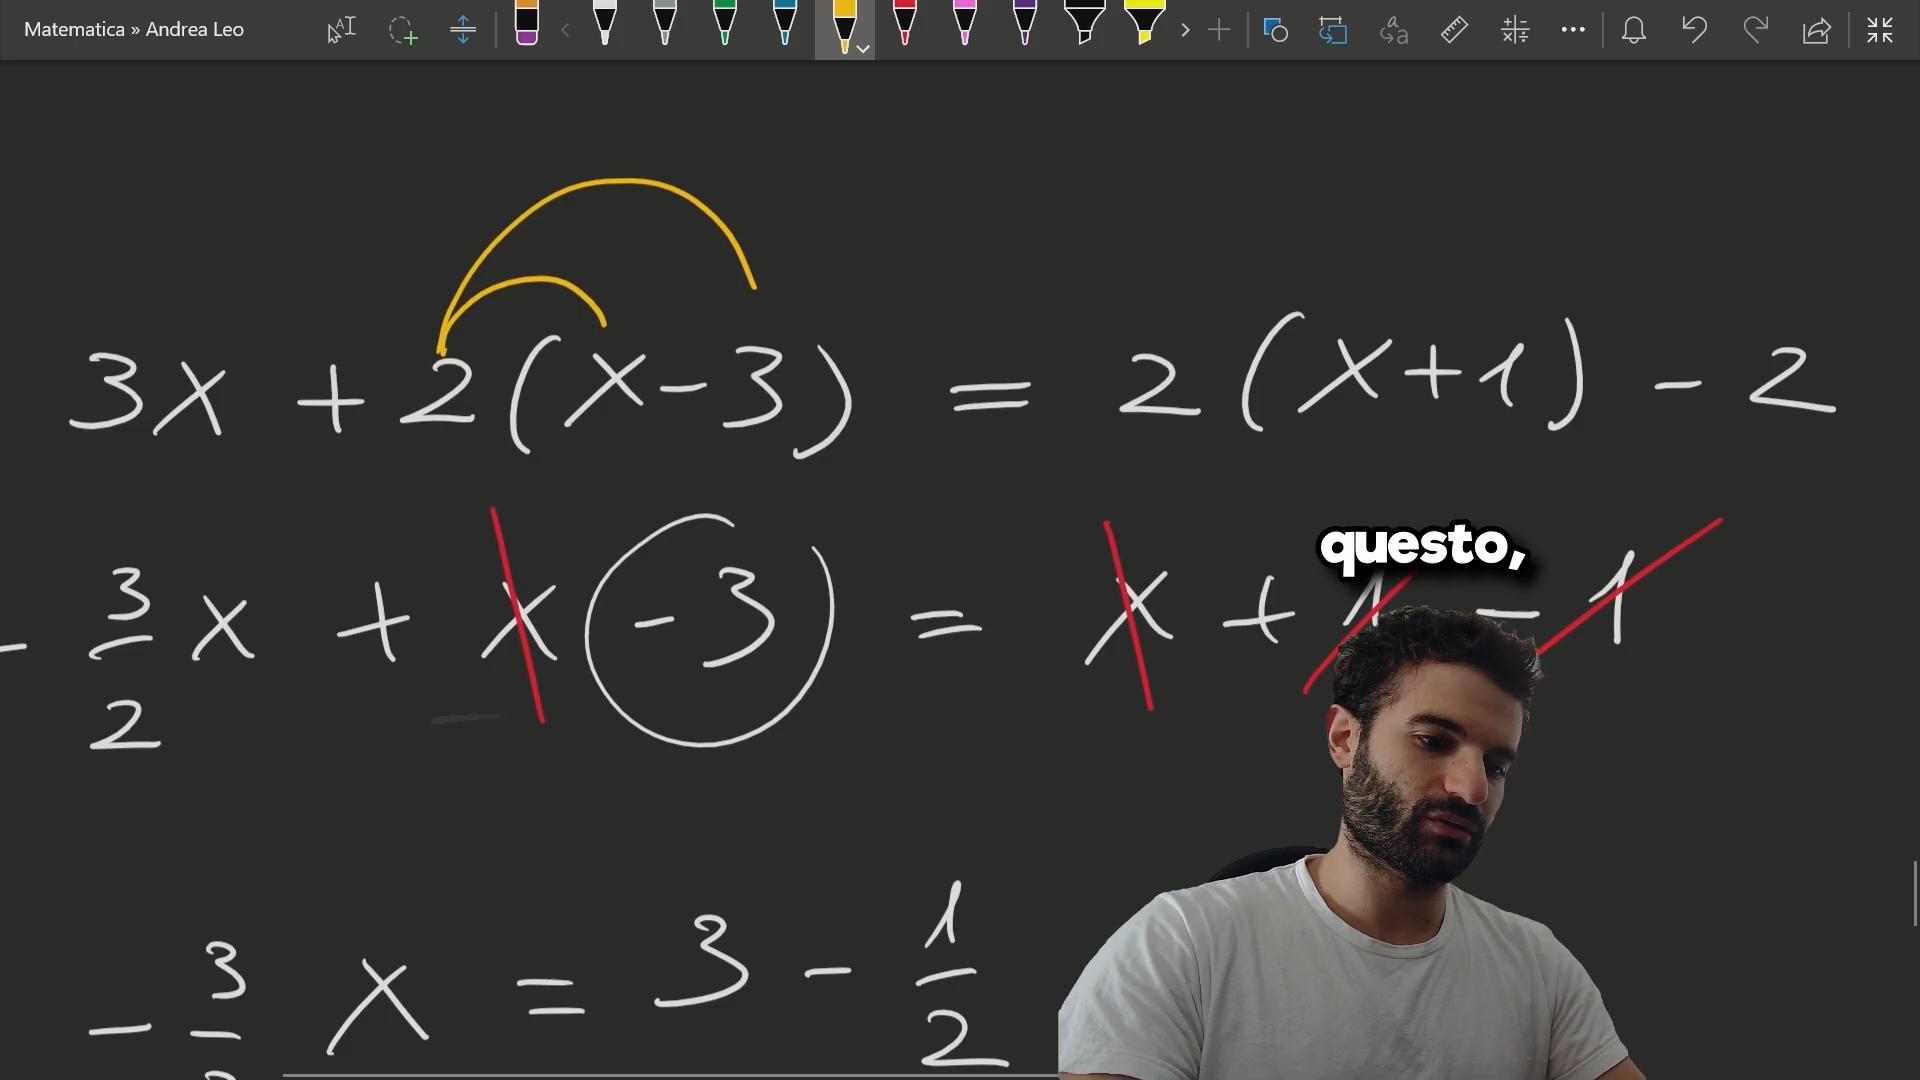 Matematica » Andrea Leo
3x + 2(x-3) = 2(x+1) - 2
questo,
- 3/2 x + x - 3 = x + 1 - 1
- 3 x = 3 - 1/2